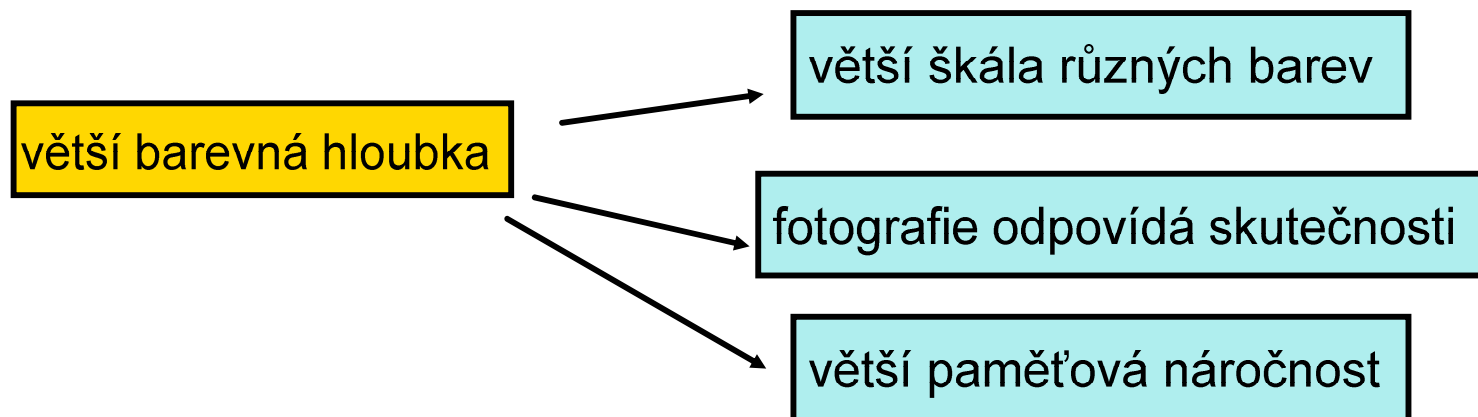 větší škála různých barev
větší barevná hloubka
fotografie odpovídá skutečnosti
větší paměťová náročnost